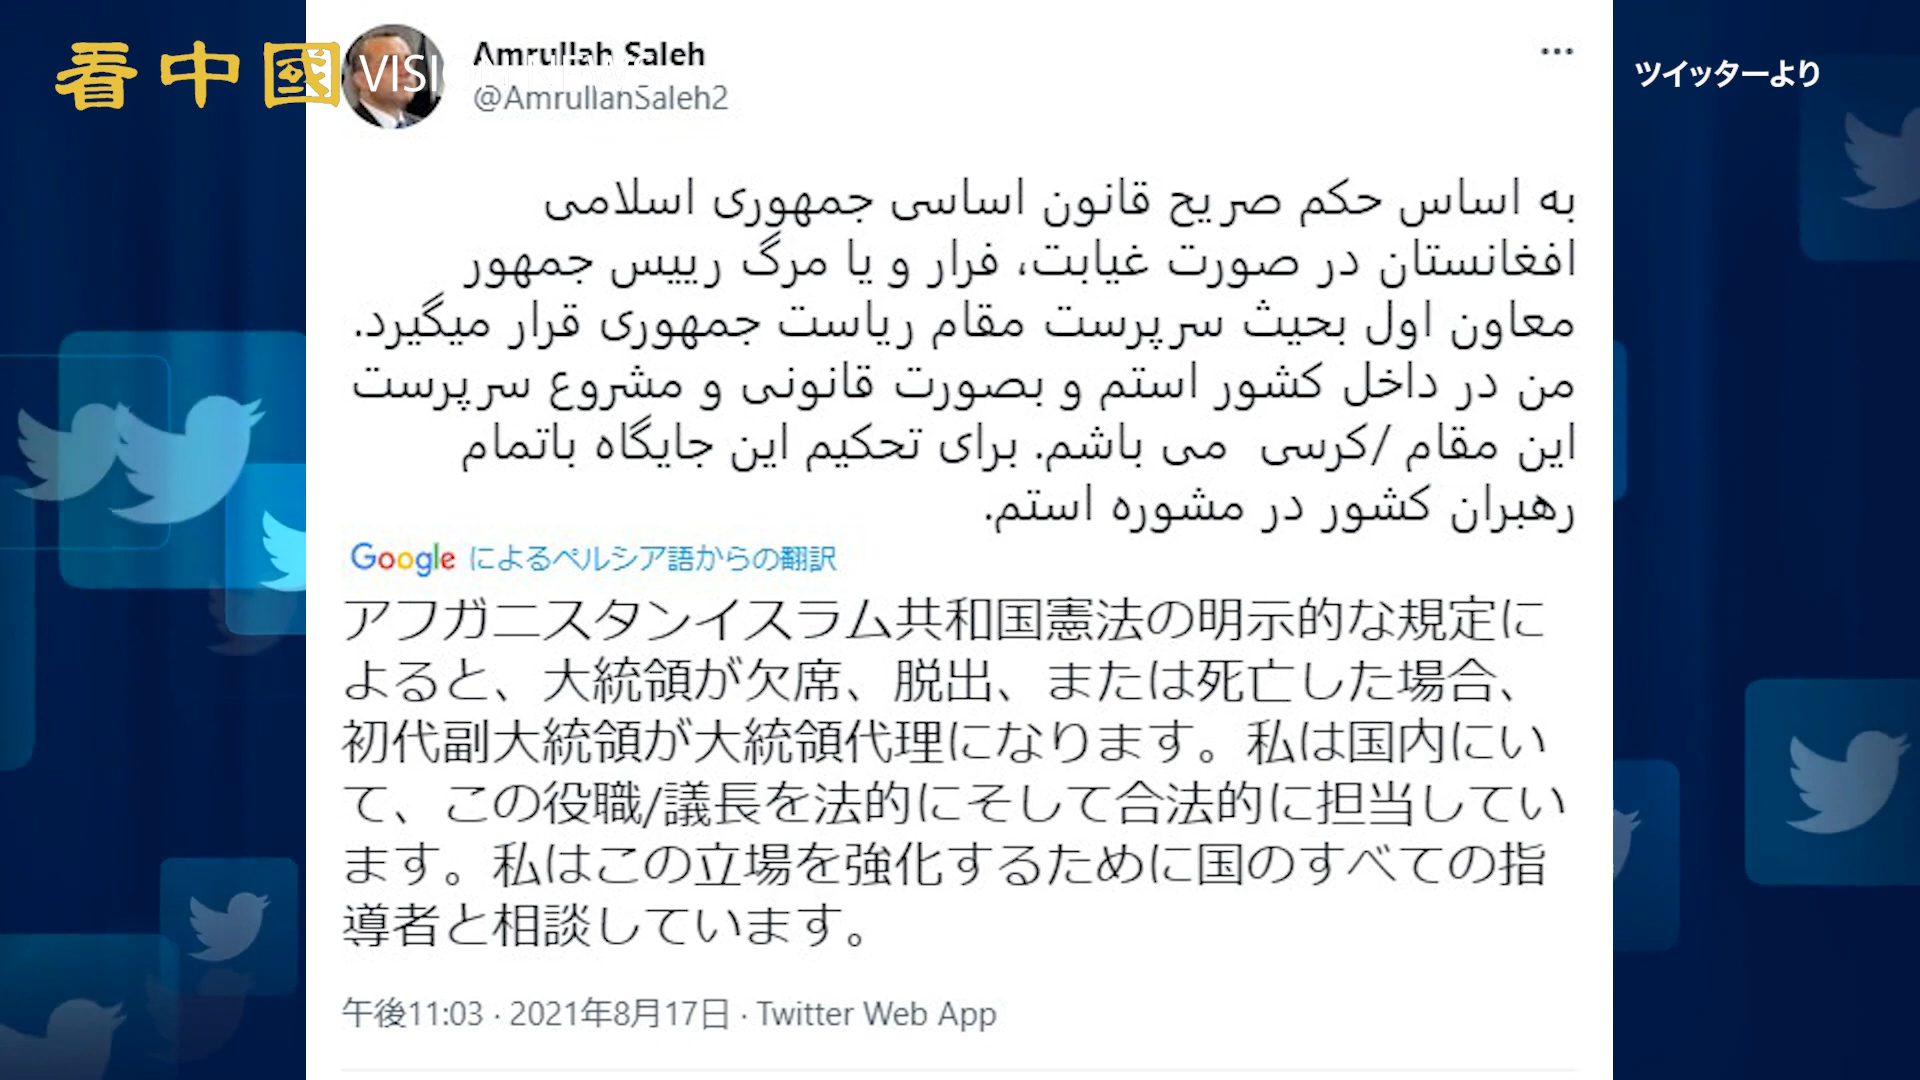 看中國 VISI
Amrullah Saleh
@AmrullahSaleh2
ツイッターより
به اساس حکم صریح قانون اساسی جمهوری اسلامی
افغانستان در صورت غیابت، فرار و یا مرگ رییس جمهور
معاون اول بحیث سرپرست مقام ریاست جمهوری قرار میگیرد.
من در داخل کشور استم و بصورت قانونی و مشروع سرپرست
این مقام /کرسی  می باشم. برای تحکیم این جایگاه باتمام
رهبران کشور در مشوره استم.
Google によるペルシア語からの翻訳
アフガニスタンイスラム共和国憲法の明示的な規定に
よると、大統領が欠席、脱出、または死亡した場合、
初代副大統領が大統領代理になります。私は国内にい
て、この役職/議長を法的にそして合法的に担当してい
ます。私はこの立場を強化するために国のすべての指
導者と相談しています。
午後11:03 · 2021年8月17日 · Twitter Web App